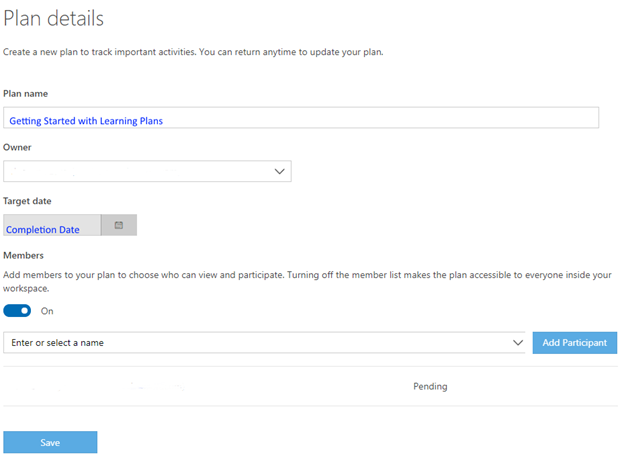 Plan details
Create a new plan to track important activities. You can return anytime to update your plan.
Plan name
Getting Started with Learning Plans
Owner
Target date
Completion Date
Members
Add members to your plan to choose who can view and participate. Turning off the member list makes the plan accessible to everyone inside your
workspace.
On
Enter or select a name
Add Participant
Pending
Save